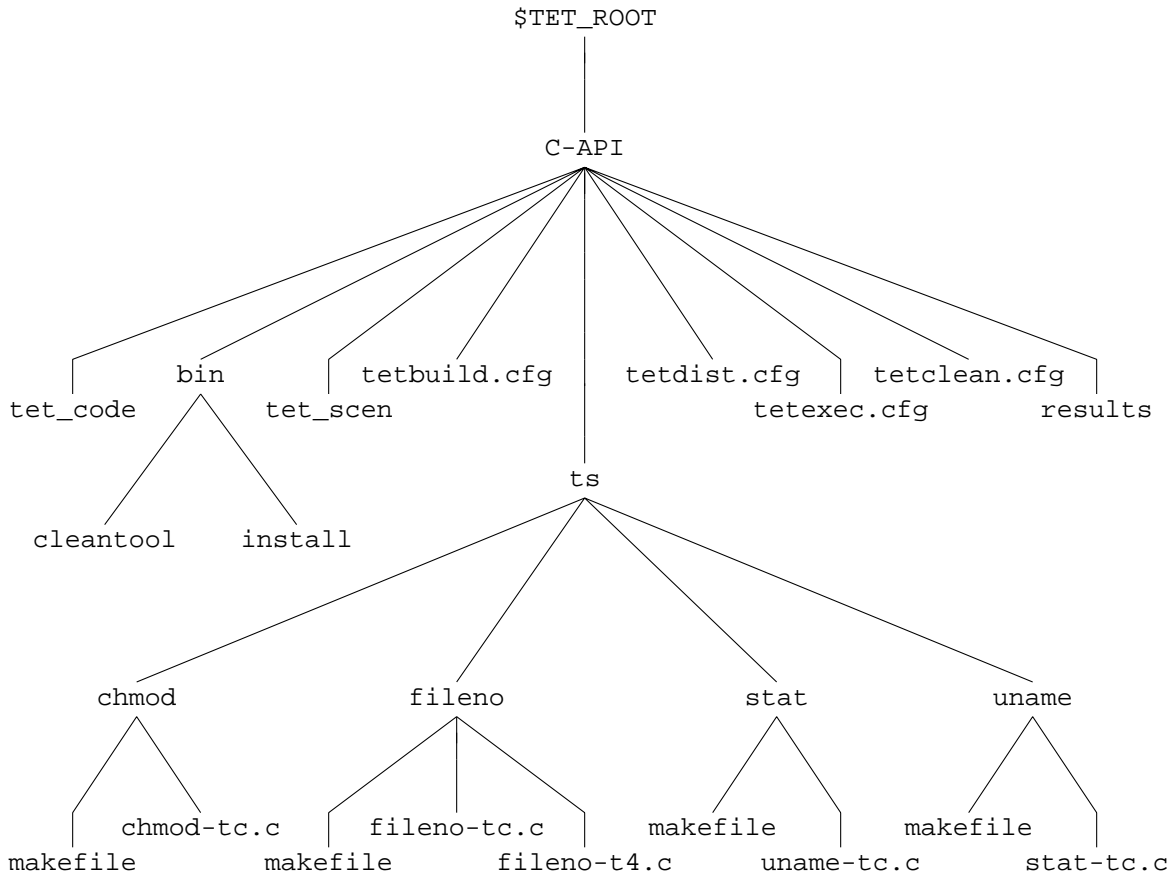 $TET_ROOT
C-API
bin tetbuild.cfg tetdist.cfg tetclean.cfg
tet_code tet_scen tetexec.cfg results
ts
cleantool install
chmod fileno stat uname
chmod-tc.c fileno-tc.c makefile makefile
makefile makefile fileno-t4.c uname-tc.c stat-tc.c